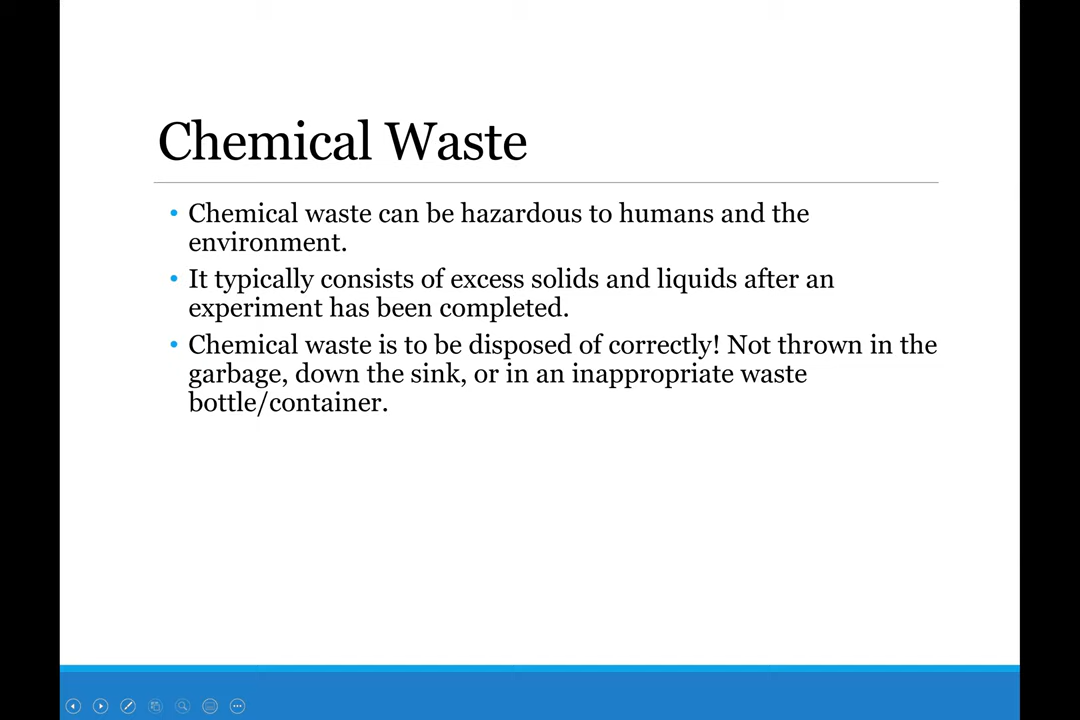 Chemical Waste
• Chemical waste can be hazardous to humans and the
environment.
• It typically consists of excess solids and liquids after an
experiment has been completed.
• Chemical waste is to be disposed of correctly! Not thrown in the
garbage, down the sink, or in an inappropriate waste
bottle/container.